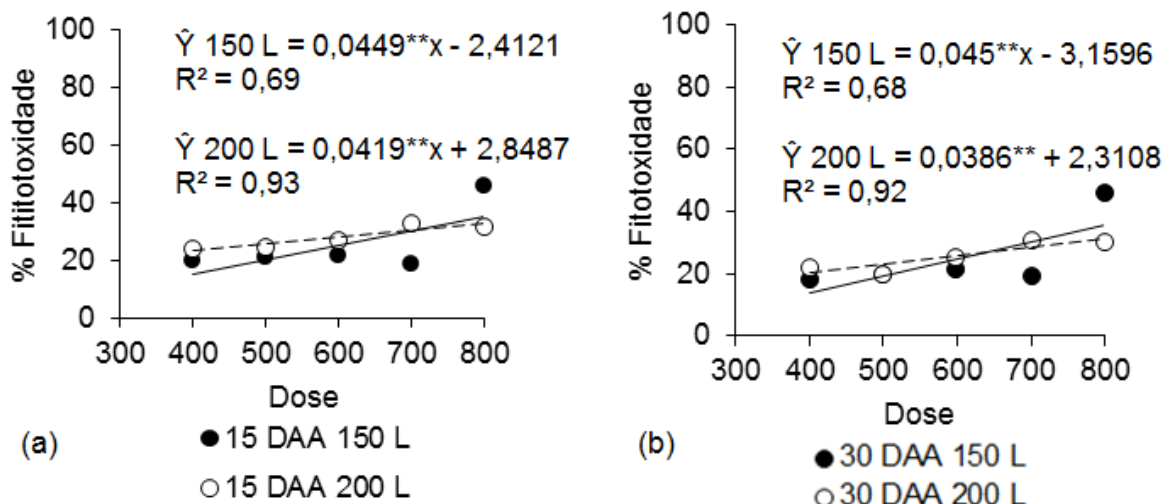 100
80
60
40
20
0
% Fititotoxidade
Ŷ 150 L = 0,0449**x - 2,4121
R² = 0,69
Ŷ 200 L = 0,0419**x + 2,8487
R² = 0,93
300 400 500 600 700 800
Dose
(a)
15 DAA 150 L
15 DAA 200 L
100
80
60
40
20
0
% Fitotoxidade
Ŷ 150 L = 0,045**x - 3,1596
R² = 0,68
Ŷ 200 L = 0,0386** + 2,3108
R² = 0,92
300 400 500 600 700 800
Dose
(b)
30 DAA 150 L
30 DAA 200 L